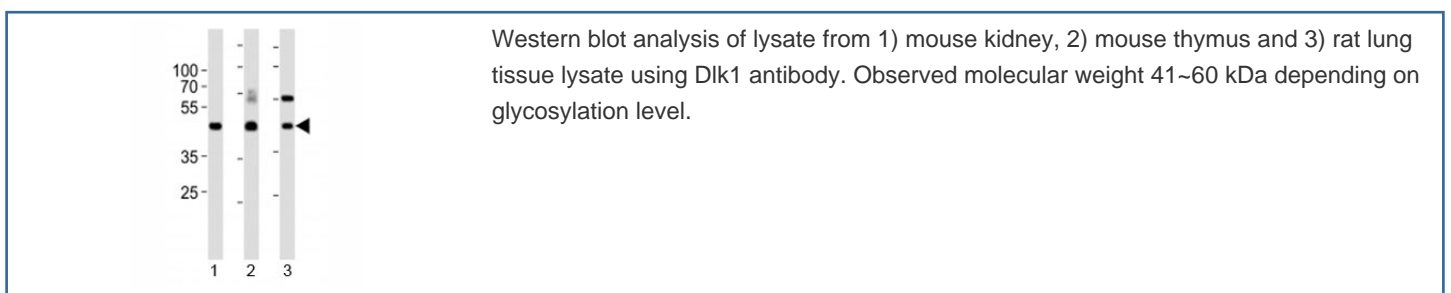 Western blot analysis of lysate from 1) mouse kidney, 2) mouse thymus and 3) rat lung
tissue lysate using Dlk1 antibody. Observed molecular weight 41~60 kDa depending on
glycosylation level.
100 -
70 -
55 -
35 -
25 -
1 2 3